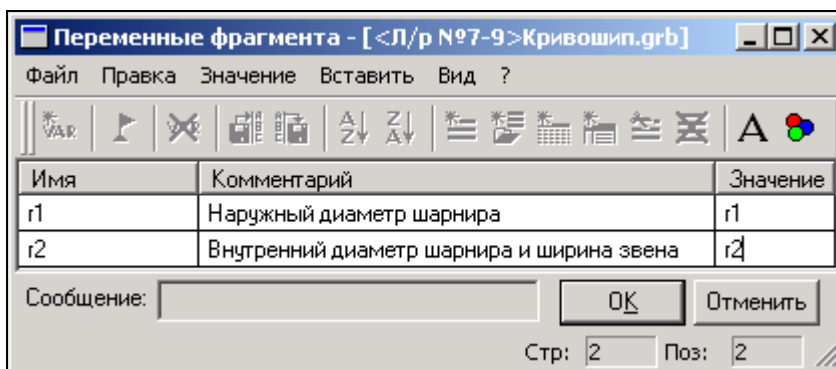 Переменные фрагмента - [<Л/р №7-9>Кривошип.grb]
Файл Правка Значение Вставить Вид ?
VAR A Z Z A A
Имя Комментарий Значение
r1 Наружный диаметр шарнира r1
r2 Внутренний диаметр шарнира и ширина звена r2
Сообщение: OK Отменить
Стр: 2 Поз: 2